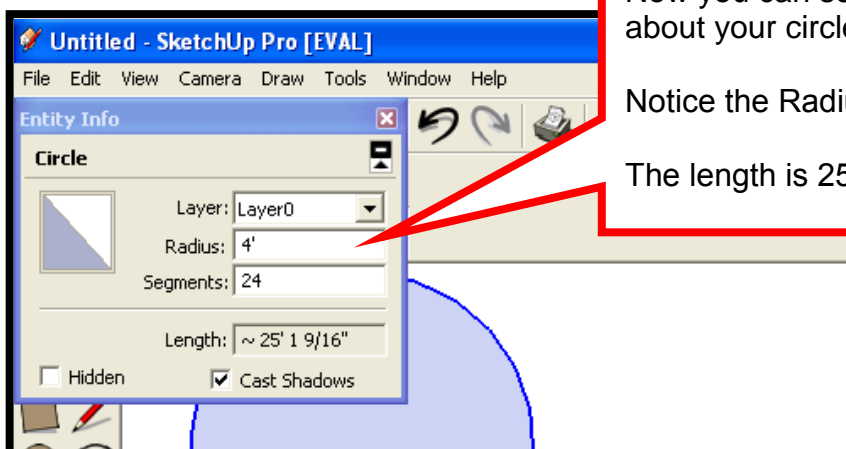 Untitled - SketchUp Pro [EVAL]
File Edit View Camera Draw Tools Window Help
Entity Info
Circle
Layer: Layer0
Radius: 4'
Segments: 24
Length: ~ 25' 1 9/16"
Hidden Cast Shadows
about your circle
Notice the Radiu
The length is 25